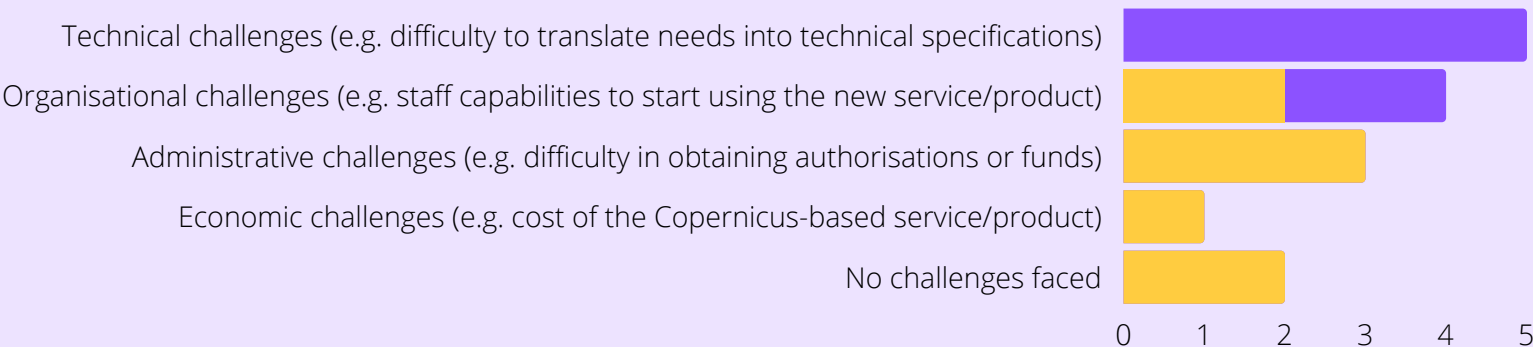 Technical challenges (e.g. difficulty to translate needs into technical specifications)
Organisational challenges (e.g. staff capabilities to start using the new service/product)
Administrative challenges (e.g. difficulty in obtaining authorisations or funds)
Economic challenges (e.g. cost of the Copernicus-based service/product)
No challenges faced
0 1 2 3 4 5